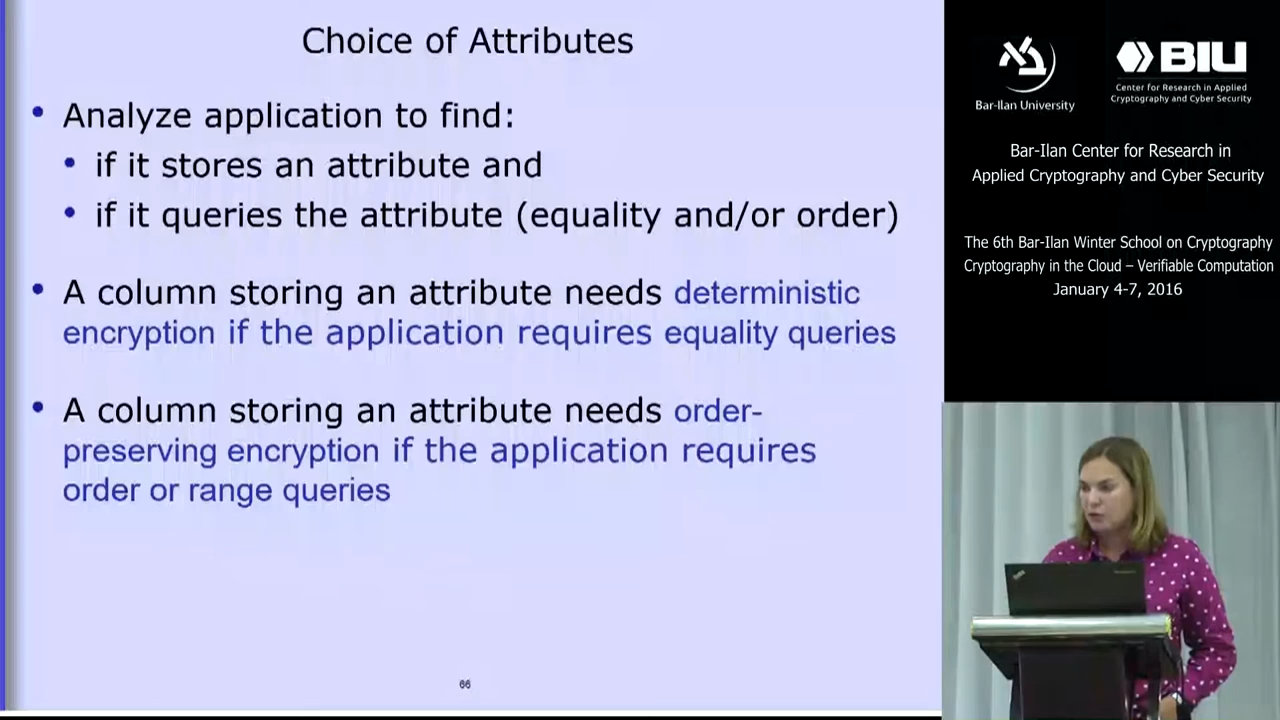 Choice of Attributes
• Analyze application to find:
• if it stores an attribute and
• if it queries the attribute (equality and/or order)
• A column storing an attribute needs deterministic
encryption if the application requires equality queries
• A column storing an attribute needs order-
preserving encryption if the application requires
order or range queries
66
Bar-Ilan University
BIU
Center for Research in Applied
Cryptography and Cyber Security
Bar-Ilan Center for Research in
Applied Cryptography and Cyber Security
The 6th Bar-Ilan Winter School on Cryptography
Cryptography in the Cloud – Verifiable Computation
January 4-7, 2016